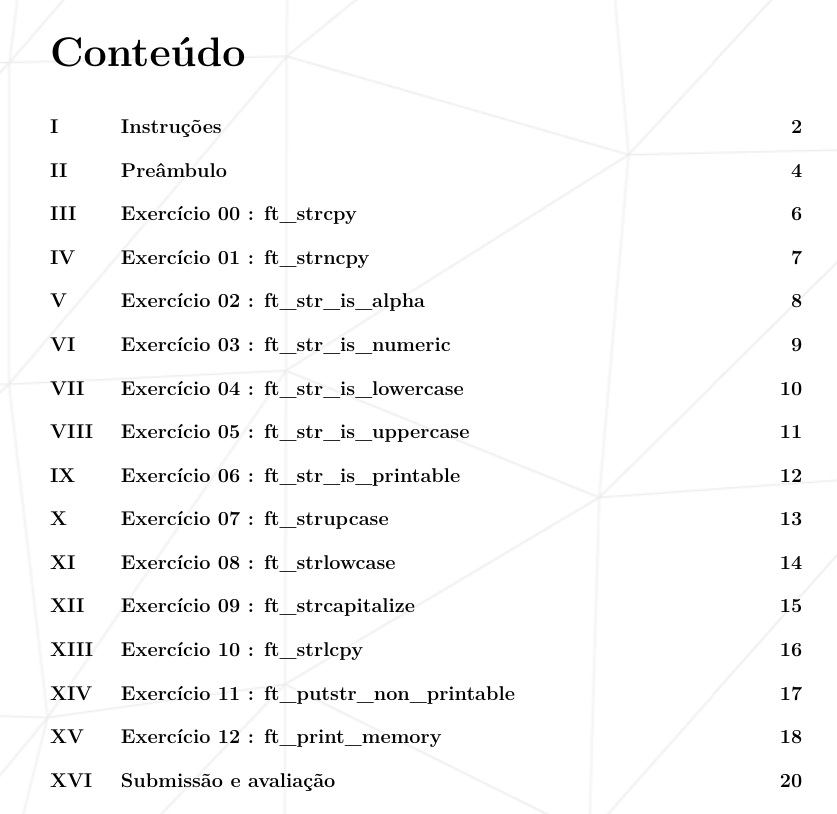 Conteúdo
I Instruções 2
II Preâmbulo 4
III Exercício 00 : ft_strcpy 6
IV Exercício 01 : ft_strncpy 7
V Exercício 02 : ft_str_is_alpha 8
VI Exercício 03 : ft_str_is_numeric 9
VII Exercício 04 : ft_str_is_lowercase 10
VIII Exercício 05 : ft_str_is_uppercase 11
IX Exercício 06 : ft_str_is_printable 12
X Exercício 07 : ft_strupcase 13
XI Exercício 08 : ft_strlowcase 14
XII Exercício 09 : ft_strcapitalize 15
XIII Exercício 10 : ft_strlcpy 16
XIV Exercício 11 : ft_putstr_non_printable 17
XV Exercício 12 : ft_print_memory 18
XVI Submissão e avaliação 20